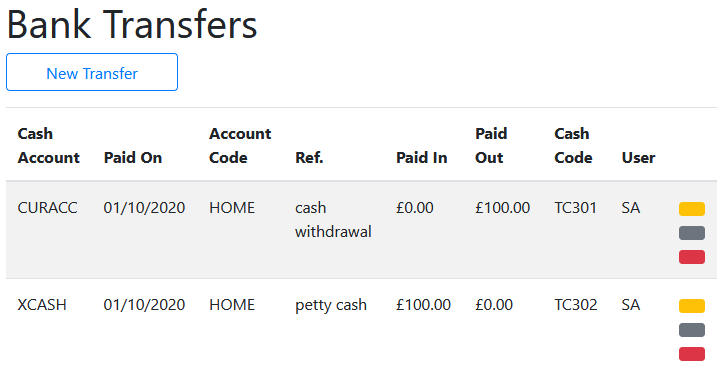 Bank Transfers
New Transfer
Cash Account Paid On Account Code Ref. Paid In Paid Out Cash Code User
CURACC 01/10/2020 HOME cash withdrawal £0.00 £100.00 TC301 SA
XCASH 01/10/2020 HOME petty cash £100.00 £0.00 TC302 SA